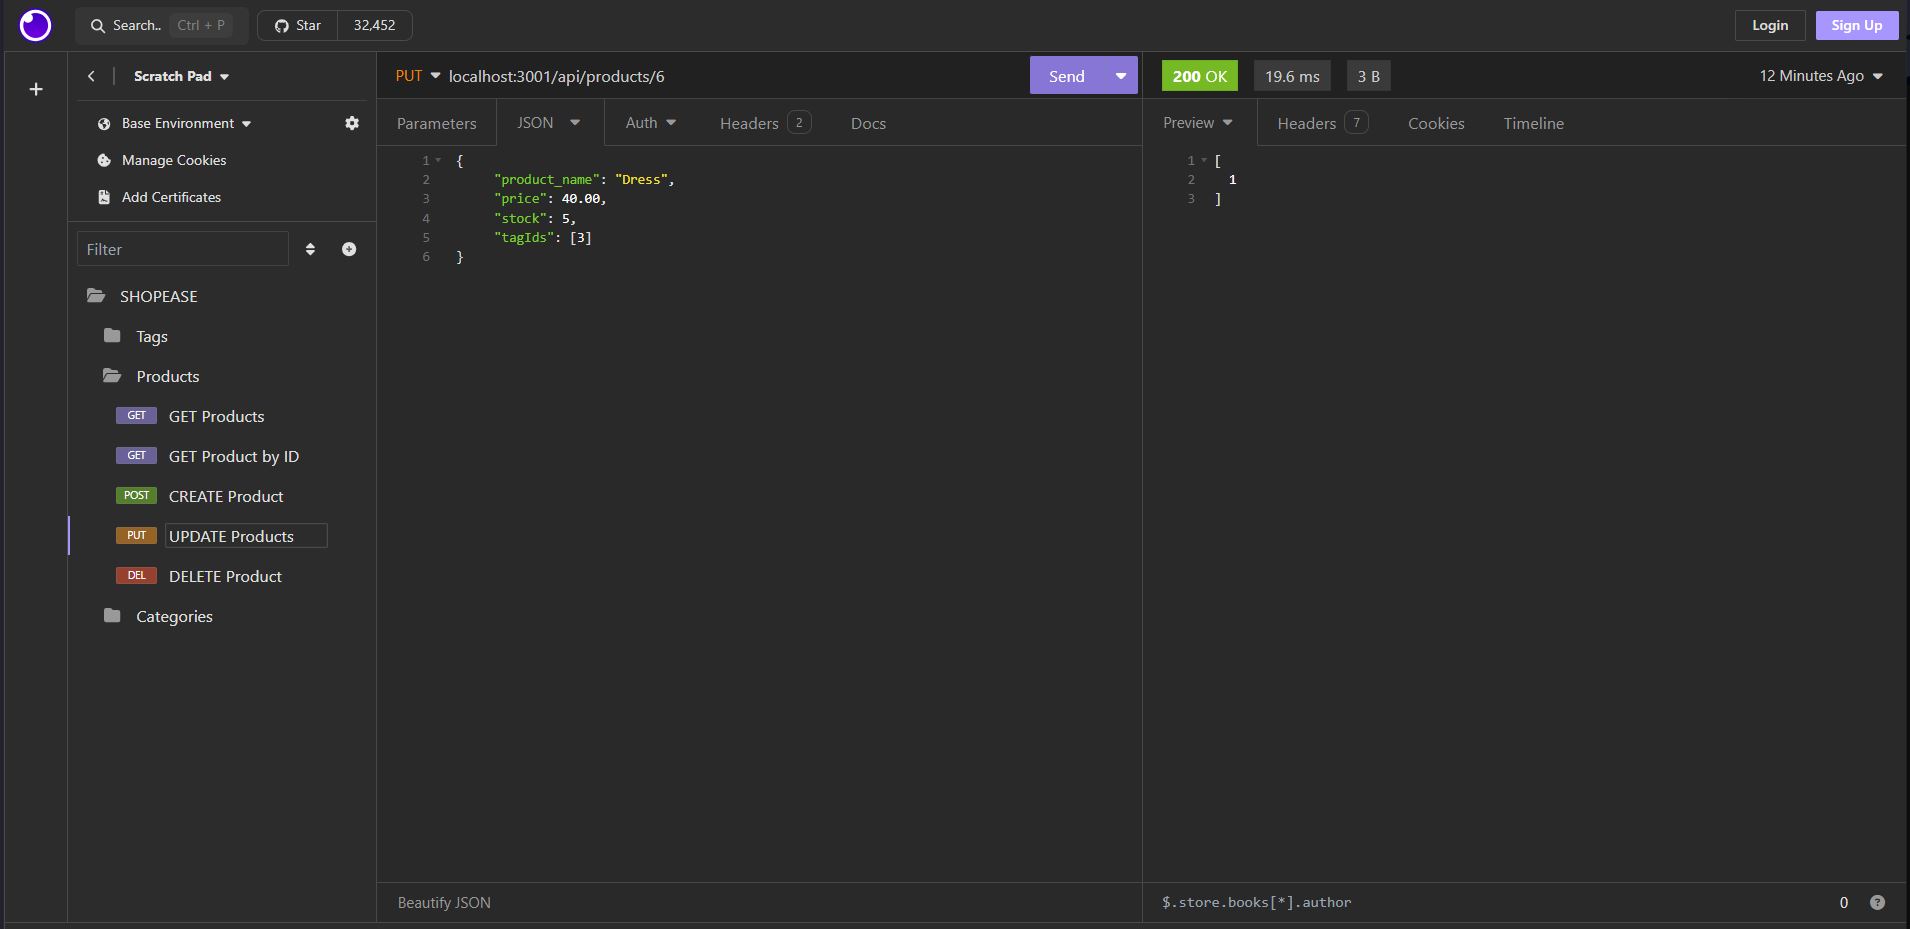 Search.. Ctrl + P Star 32,452 Login Sign Up
Scratch Pad
Base Environment
Manage Cookies
Add Certificates
Filter
SHOPEASE
Tags
Products
GET GET Products
GET GET Product by ID
POST CREATE Product
PUT UPDATE Products
DEL DELETE Product
Categories
PUT localhost:3001/api/products/6 Send
Parameters JSON Auth Headers 2 Docs
1 {
2 "product_name": "Dress",
3 "price": 40.00,
4 "stock": 5,
5 "tagIds": [3]
6 }
Beautify JSON
200 OK 19.6 ms 3 B 12 Minutes Ago
Preview Headers 7 Cookies Timeline
1 [
2 1
3 ]
$.store.books[*].author 0 ?